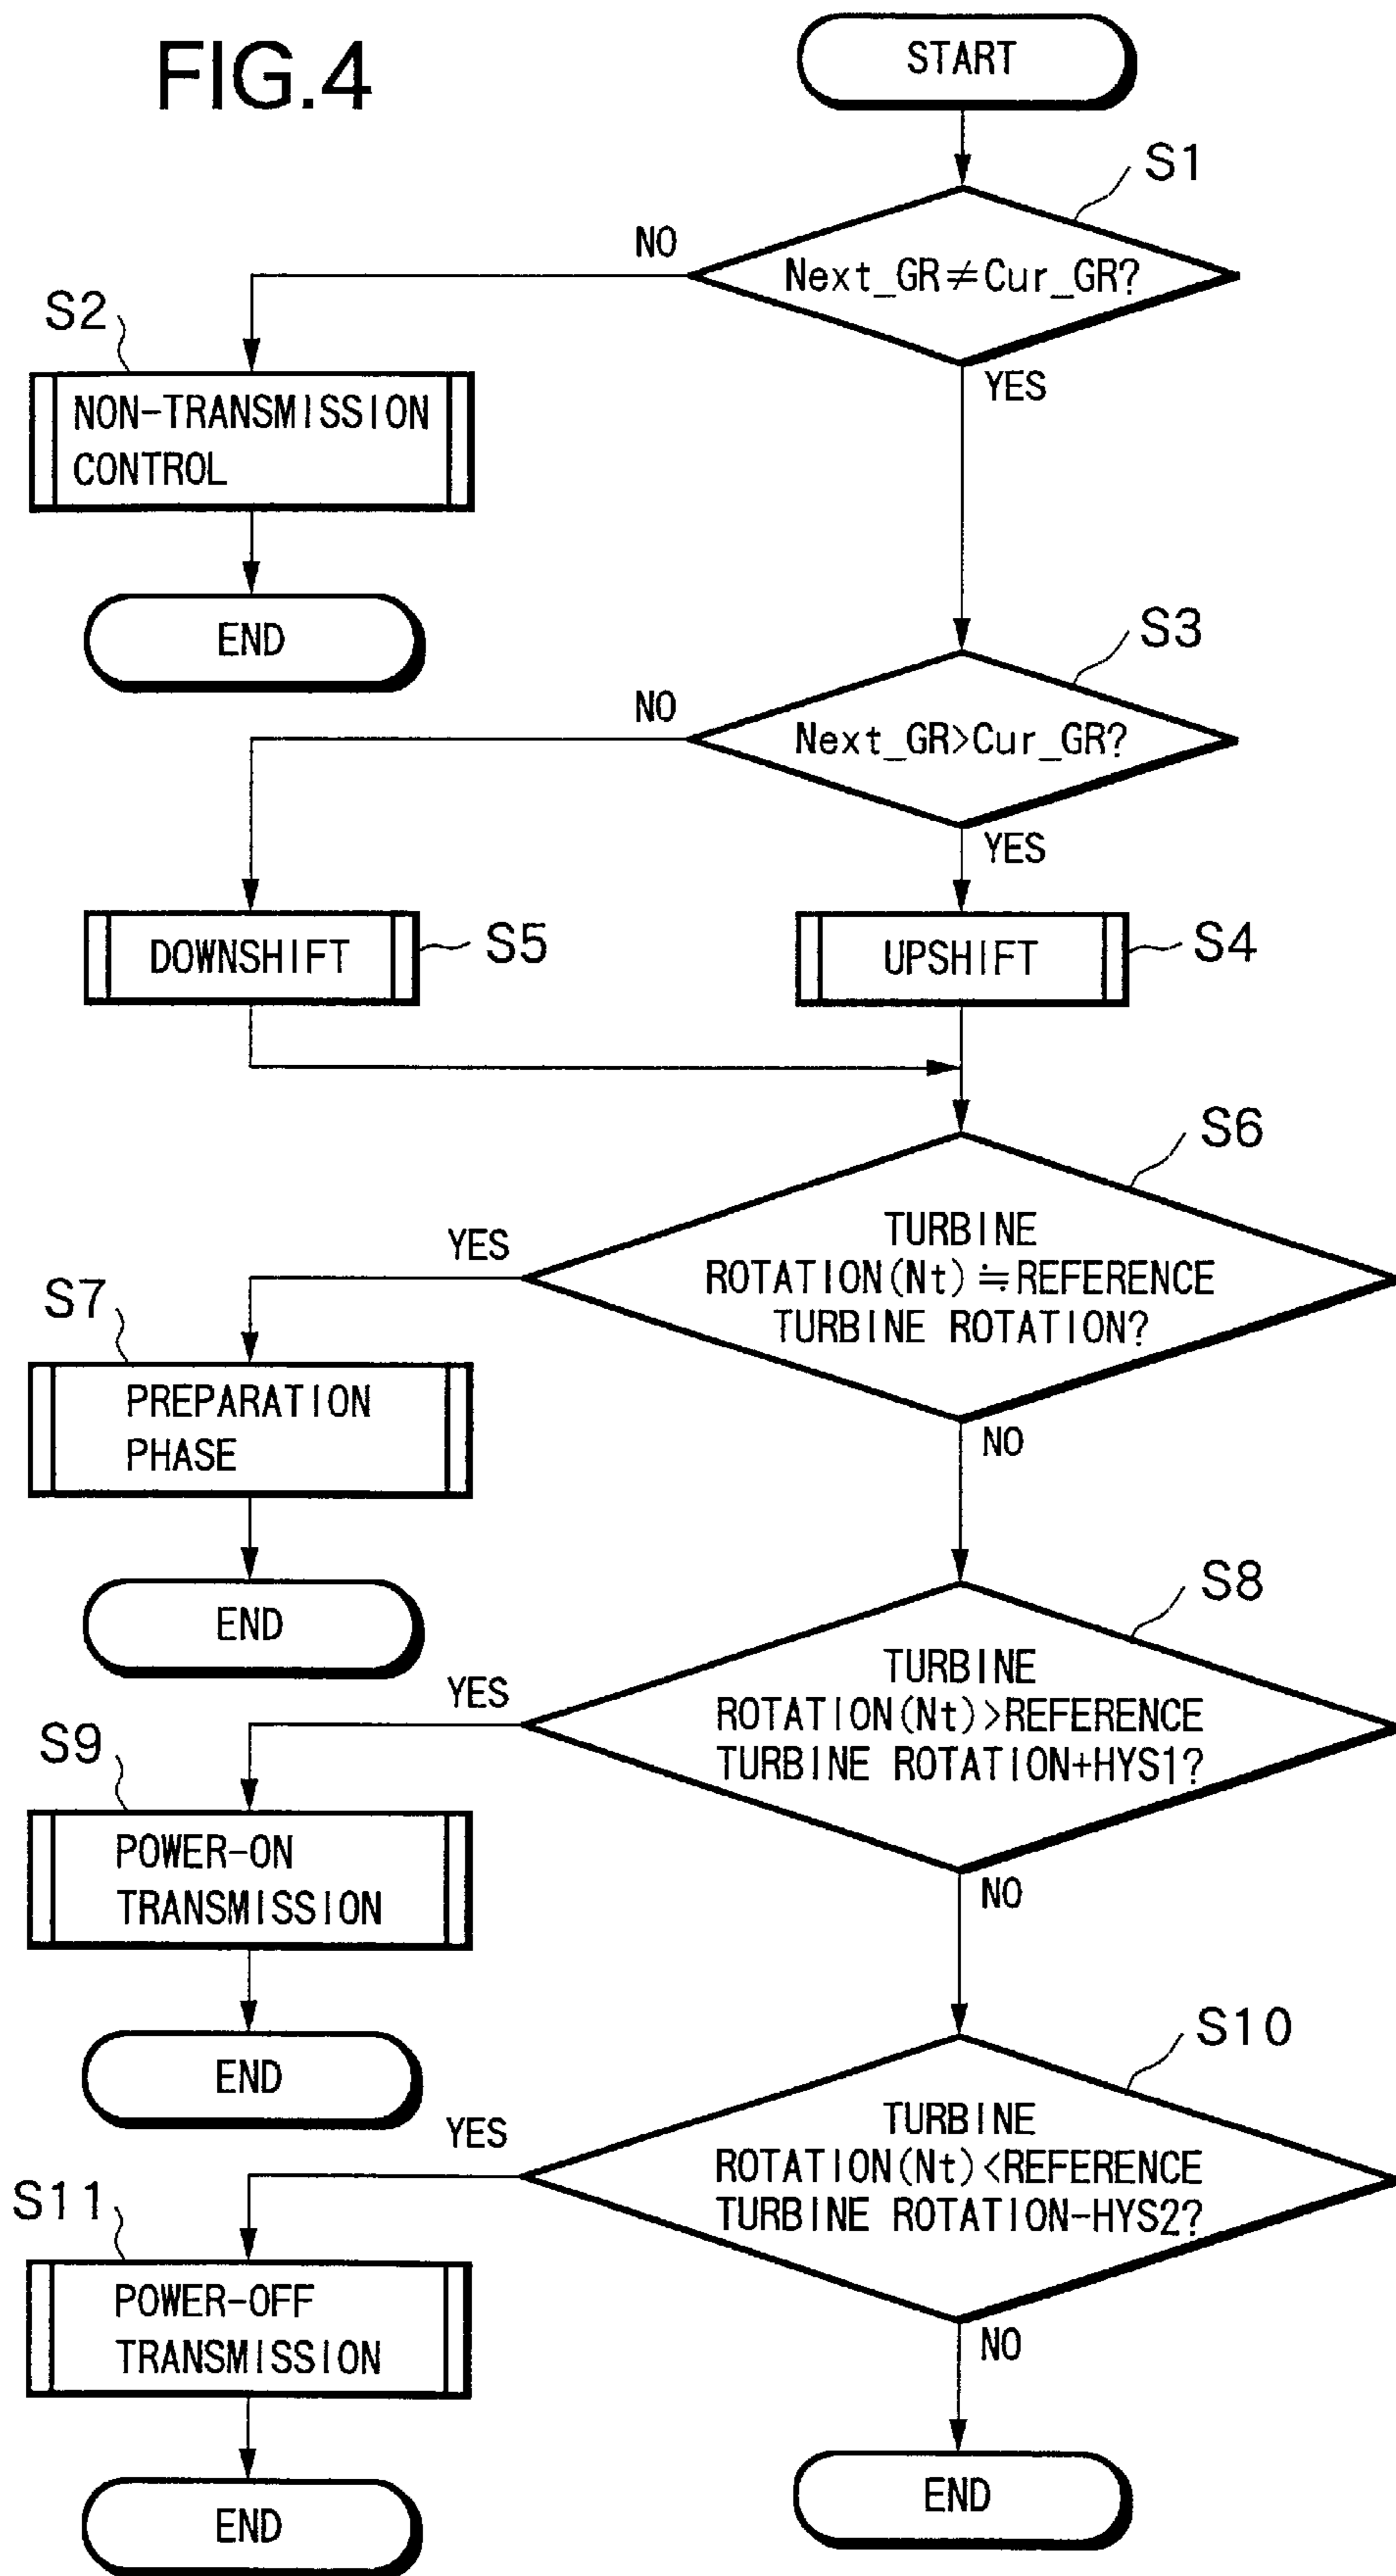 FIG.4
START
S1
Next_GR≠Cur_GR?
NO
YES
S2
NON-TRANSMISSION
CONTROL
END
S3
Next_GR>Cur_GR?
NO
YES
DOWNSHIFT
S5
UPSHIFT
S4
S6
TURBINE
ROTATION(Nt)≒REFERENCE
TURBINE ROTATION?
YES
NO
S7
PREPARATION
PHASE
END
S8
TURBINE
ROTATION(Nt)>REFERENCE
TURBINE ROTATION+HYS1?
YES
NO
S9
POWER-ON
TRANSMISSION
END
S10
TURBINE
ROTATION(Nt)<REFERENCE
TURBINE ROTATION-HYS2?
YES
NO
S11
POWER-OFF
TRANSMISSION
END
END